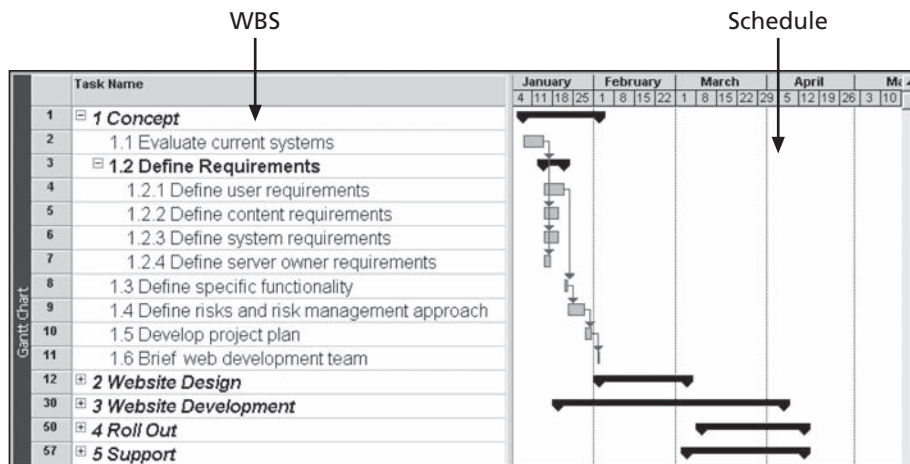 WBS
Schedule
Task Name
January February March April Ma
4 11 18 25 1 8 15 22 1 8 15 22 29 5 12 19 26 3 10
1 1 Concept
2 1.1 Evaluate current systems
3 1.2 Define Requirements
4 1.2.1 Define user requirements
5 1.2.2 Define content requirements
6 1.2.3 Define system requirements
7 1.2.4 Define server owner requirements
8 1.3 Define specific functionality
9 1.4 Define risks and risk management approach
10 1.5 Develop project plan
11 1.6 Brief web development team
12 2 Website Design
30 3 Website Development
50 4 Roll Out
57 5 Support
Gantt Chart